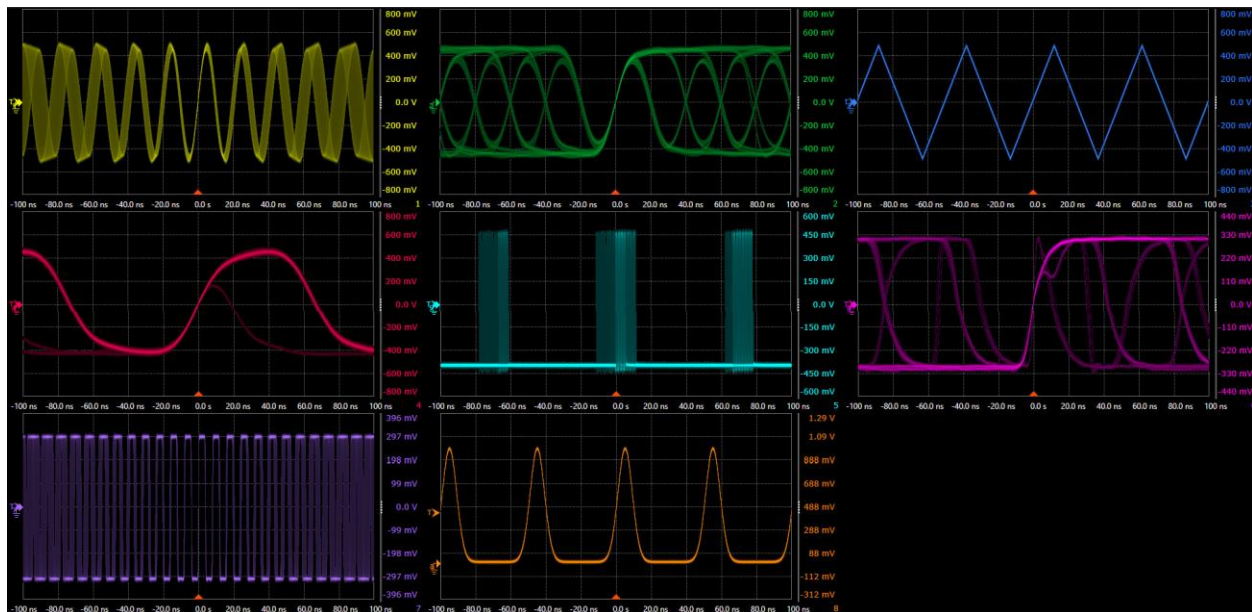 800 mV
600 mV
400 mV
200 mV
0.0 V
-200 mV
-400 mV
-600 mV
-800 mV
-100 ns -80.0 ns -60.0 ns -40.0 ns -20.0 ns 0.0 s 20.0 ns 40.0 ns 60.0 ns 80.0 ns 100 ns
1
800 mV
600 mV
400 mV
200 mV
0.0 V
-200 mV
-400 mV
-600 mV
-800 mV
-100 ns -80.0 ns -60.0 ns -40.0 ns -20.0 ns 0.0 s 20.0 ns 40.0 ns 60.0 ns 80.0 ns 100 ns
2
800 mV
600 mV
400 mV
200 mV
0.0 V
-200 mV
-400 mV
-600 mV
-800 mV
-100 ns -80.0 ns -60.0 ns -40.0 ns -20.0 ns 0.0 s 20.0 ns 40.0 ns 60.0 ns 80.0 ns 100 ns
800 mV
600 mV
400 mV
200 mV
0.0 V
-200 mV
-400 mV
-600 mV
-800 mV
-100 ns -80.0 ns -60.0 ns -40.0 ns -20.0 ns 0.0 s 20.0 ns 40.0 ns 60.0 ns 80.0 ns 100 ns
4
600 mV
450 mV
300 mV
150 mV
0.0 V
-150 mV
-300 mV
-450 mV
-600 mV
-100 ns -80.0 ns -60.0 ns -40.0 ns -20.0 ns 0.0 s 20.0 ns 40.0 ns 60.0 ns 80.0 ns 100 ns
5
440 mV
330 mV
220 mV
110 mV
0.0 V
-110 mV
-220 mV
-330 mV
-440 mV
-100 ns -80.0 ns -60.0 ns -40.0 ns -20.0 ns 0.0 s 20.0 ns 40.0 ns 60.0 ns 80.0 ns 100 ns
396 mV
297 mV
198 mV
99 mV
0.0 V
-99 mV
-198 mV
-297 mV
-396 mV
-100 ns -80.0 ns -60.0 ns -40.0 ns -20.0 ns 0.0 s 20.0 ns 40.0 ns 60.0 ns 80.0 ns 100 ns
7
1.29 V
1.09 V
888 mV
688 mV
488 mV
288 mV
88 mV
-112 mV
-312 mV
-100 ns -80.0 ns -60.0 ns -40.0 ns -20.0 ns 0.0 s 20.0 ns 40.0 ns 60.0 ns 80.0 ns 100 ns
8